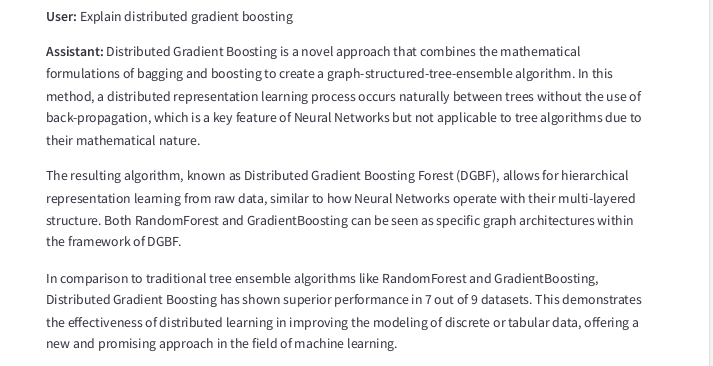 User: Explain distributed gradient boosting
Assistant: Distributed Gradient Boosting is a novel approach that combines the mathematical
formulations of bagging and boosting to create a graph-structured-tree-ensemble algorithm. In this
method, a distributed representation learning process occurs naturally between trees without the use of
back-propagation, which is a key feature of Neural Networks but not applicable to tree algorithms due to
their mathematical nature.
The resulting algorithm, known as Distributed Gradient Boosting Forest (DGBF), allows for hierarchical
representation learning from raw data, similar to how Neural Networks operate with their multi-layered
structure. Both RandomForest and GradientBoosting can be seen as specific graph architectures within
the framework of DGBF.
In comparison to traditional tree ensemble algorithms like RandomForest and GradientBoosting,
Distributed Gradient Boosting has shown superior performance in 7 out of 9 datasets. This demonstrates
the effectiveness of distributed learning in improving the modeling of discrete or tabular data, offering a
new and promising approach in the field of machine learning.